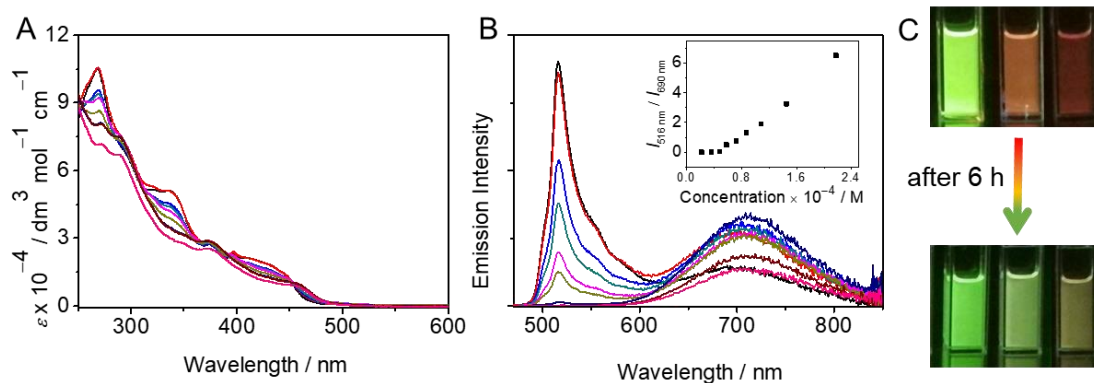 A
12
9
6
3
0
ε x 10⁻⁴ / dm³ mol⁻¹ cm⁻¹
300
400
500
600
Wavelength / nm
B
Emission Intensity
500
600
700
800
Wavelength / nm
I516 nm / I690 nm
6
4
2
0
0.0
0.8
1.6
2.4
Concentration × 10⁻⁴ / M
C
after 6 h